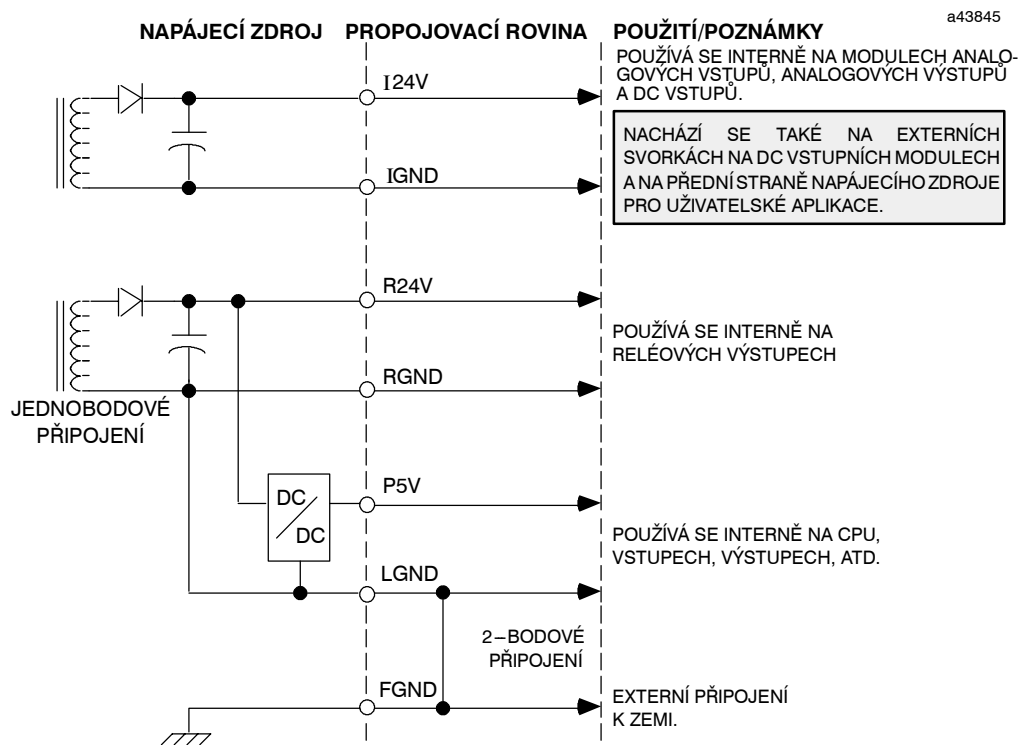 a43845
NAPÁJECÍ ZDROJ
PROPOJOVACÍ ROVINA
POUŽITÍ/POZNÁMKY
I24V
POUŽÍVÁ SE INTERNĚ NA MODULECH ANALO-
GOVÝCH VSTUPŮ, ANALOGOVÝCH VÝSTUPŮ
A DC VSTUPŮ.
NACHÁZÍ SE TAKÉ NA EXTERNÍCH
SVORKÁCH NA DC VSTUPNÍCH MODULECH
A NA PŘEDNÍ STRANĚ NAPÁJECÍHO ZDROJE
PRO UŽIVATELSKÉ APLIKACE.
IGND
R24V
POUŽÍVÁ SE INTERNĚ NA
RELÉOVÝCH VÝSTUPECH
RGND
JEDNOBODOVÉ
PŘIPOJENÍ
DC
DC
P5V
POUŽÍVÁ SE INTERNĚ NA CPU,
VSTUPECH, VÝSTUPECH, ATD.
LGND
2–BODOVÉ
PŘIPOJENÍ
FGND
EXTERNÍ PŘIPOJENÍ
K ZEMI.